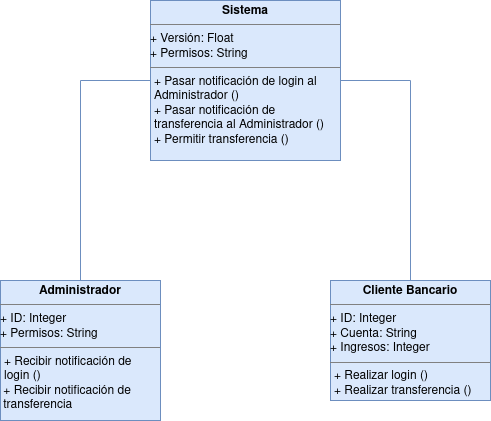 Sistema
+ Versión: Float
+ Permisos: String
+ Pasar notificación de login al
Administrador ()
+ Pasar notificación de
transferencia al Administrador ()
+ Permitir transferencia ()
Administrador
+ ID: Integer
+ Permisos: String
+ Recibir notificación de
login ()
+ Recibir notificación de
transferencia
Cliente Bancario
+ ID: Integer
+ Cuenta: String
+ Ingresos: Integer
+ Realizar login ()
+ Realizar transferencia ()